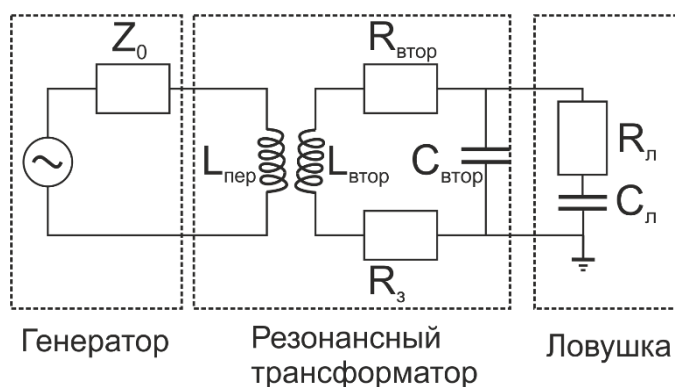 Z₀
Rвтор
Lпер
Lвтор
Cвтор
Rл
Cл
Rз
Генератор
Резонансный
трансформатор
Ловушка